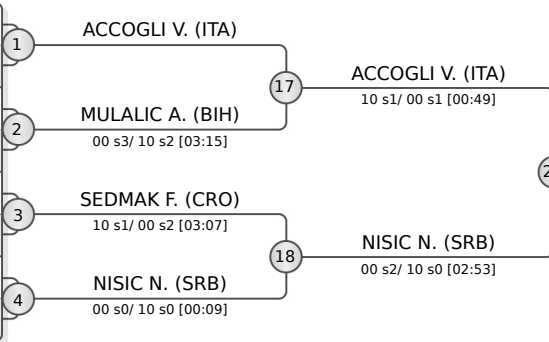 1
ACCOGLI V. (ITA)
17
ACCOGLI V. (ITA)
10 s1/ 00 s1 [00:49]
2
MULALIC A. (BIH)
00 s3/ 10 s2 [03:15]
3
SEDMAK F. (CRO)
10 s1/ 00 s2 [03:07]
18
NISIC N. (SRB)
00 s2/ 10 s0 [02:53]
4
NISIC N. (SRB)
00 s0/ 10 s0 [00:09]